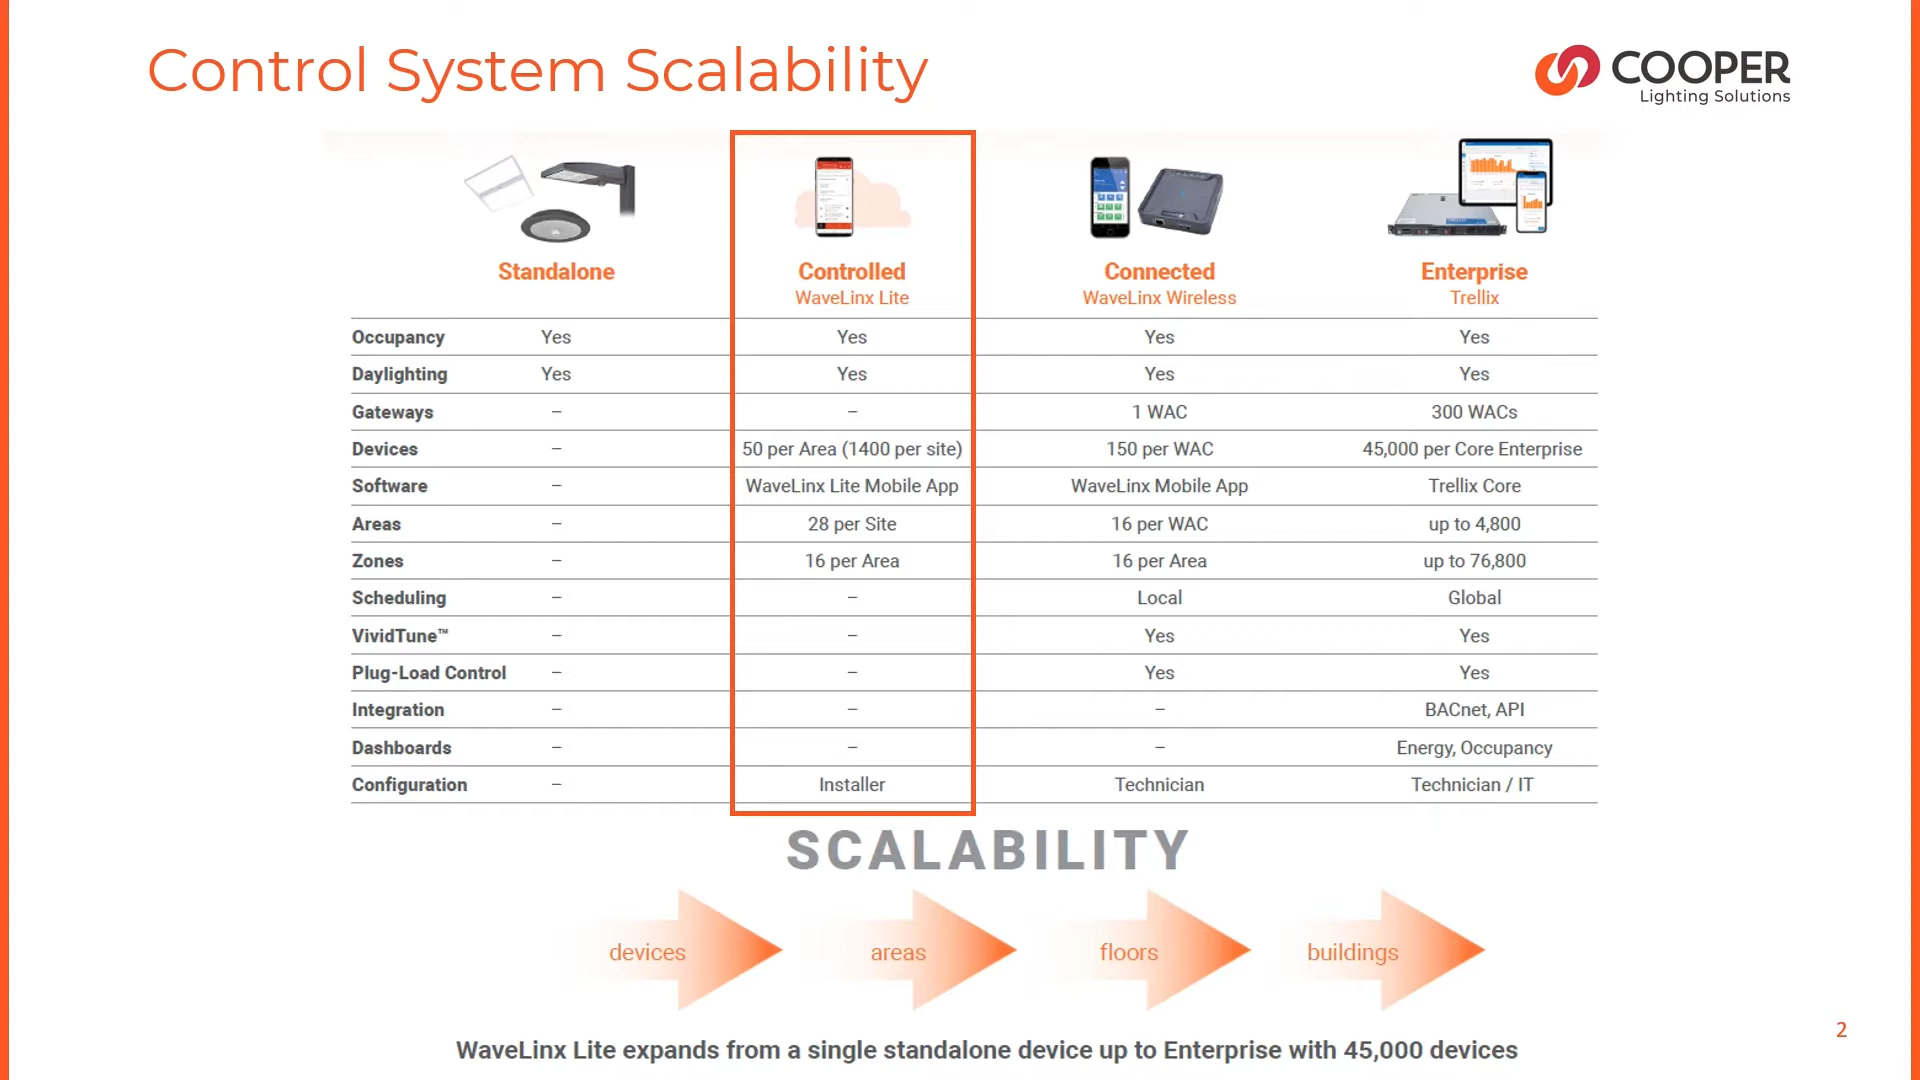 Control System Scalability
COOPER
Lighting Solutions
Standalone
Controlled
WaveLinx Lite
Connected
WaveLinx Wireless
Enterprise
Trellix
Occupancy Yes Yes Yes Yes
Daylighting Yes Yes Yes Yes
Gateways – – 1 WAC 300 WACs
Devices – 50 per Area (1400 per site) 150 per WAC 45,000 per Core Enterprise
Software – WaveLinx Lite Mobile App WaveLinx Mobile App Trellix Core
Areas – 28 per Site 16 per WAC up to 4,800
Zones – 16 per Area 16 per Area up to 76,800
Scheduling – – Local Global
VividTune™ – – Yes Yes
Plug-Load Control – – Yes Yes
Integration – – – BACnet, API
Dashboards – – – Energy, Occupancy
Configuration – Installer Technician Technician / IT
SCALABILITY
devices areas floors buildings
WaveLinx Lite expands from a single standalone device up to Enterprise with 45,000 devices
2